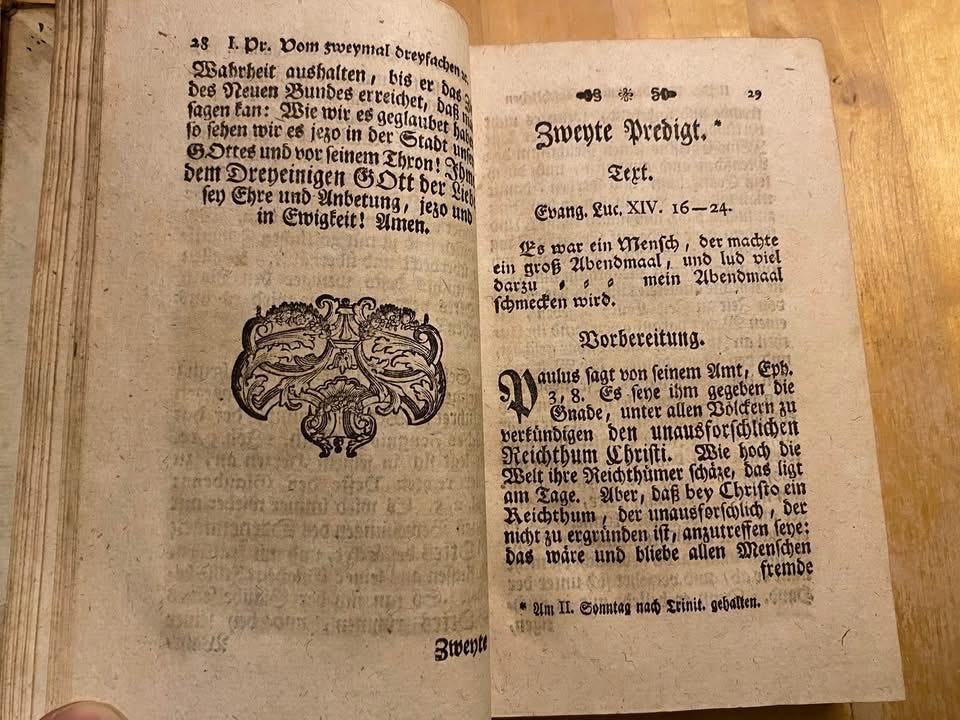 28 I. Pr. Vom zweymal dreyfachen ꝛc.
Wahrheit aushalten, bis er das
des Neuen Bundes erreichet, daß
sagen kan: Wie wir es geglaubet
so sehen wir es jezo in der Stadt
GOttes und vor seinem Thron! Ihm
dem Dreyeinigen GOtt der
sey Ehre und Anbetung, jezo und
in Ewigkeit! Amen.
Zweyte
29
Zweyte Predigt.*
Text.
Evang. Luc. XIV. 16—24.
Es war ein Mensch, der machte
ein groß Abendmaal, und lud viel
darzu = = = mein Abendmaal
schmecken wird.
Vorbereitung.
Paulus sagt von seinem Amt, Eph.
3, 8. Es seye ihm gegeben die
Gnade, unter allen Völckern zu
verkündigen den unausforschlichen
Reichthum Christi. Wie hoch die
Welt ihre Reichthümer schäze, das ligt
am Tage. Aber, daß bey Christo ein
Reichthum, der unausforschlich, der
nicht zu ergründen ist, anzutreffen seye:
das wäre und bliebe allen Menschen
fremde
* Am II. Sonntag nach Trinit. gehalten.